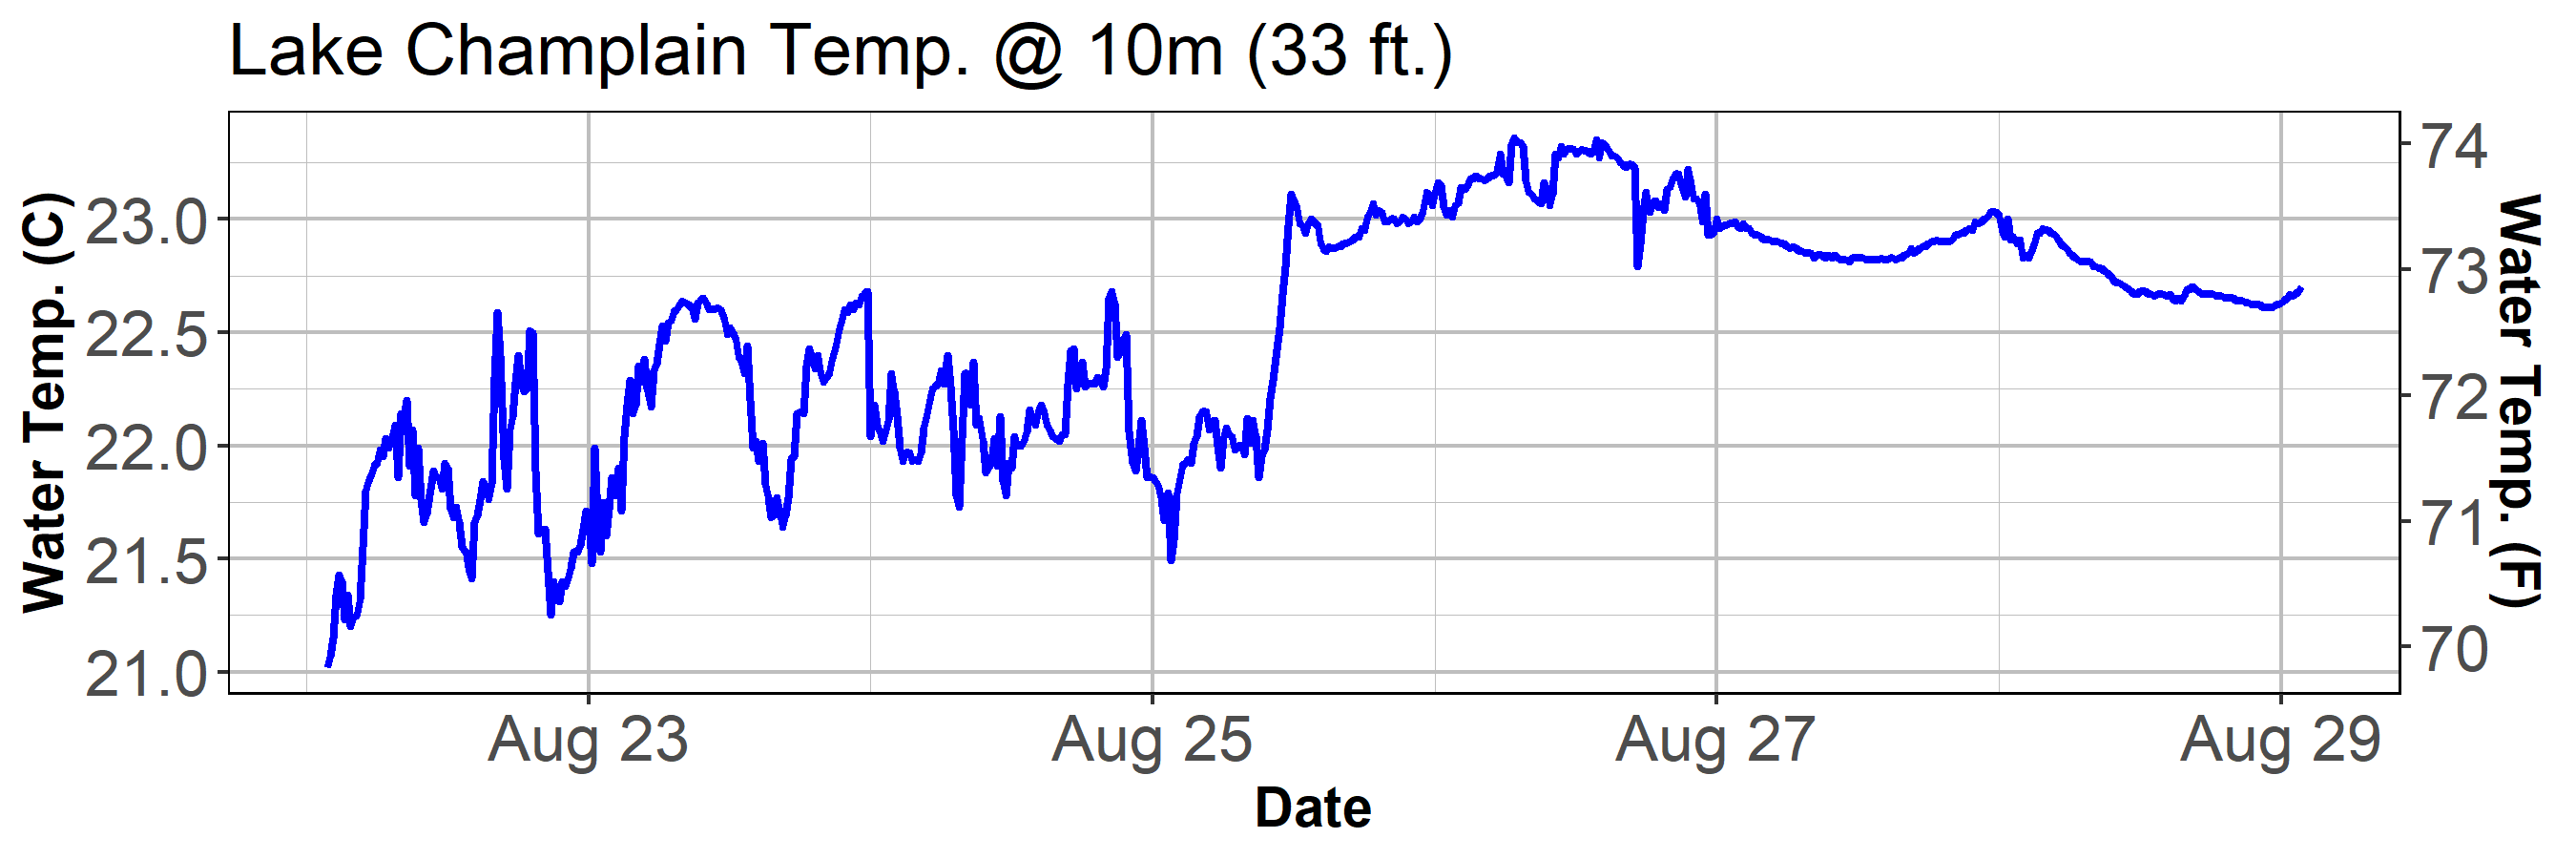 Lake Champlain Temp. @ 10m (33 ft.)
Water Temp. (C)
23.0
22.5
22.0
21.5
21.0
74
73
72
71
70
Water Temp. (F)
Aug 23 Aug 25 Aug 27 Aug 29
Date